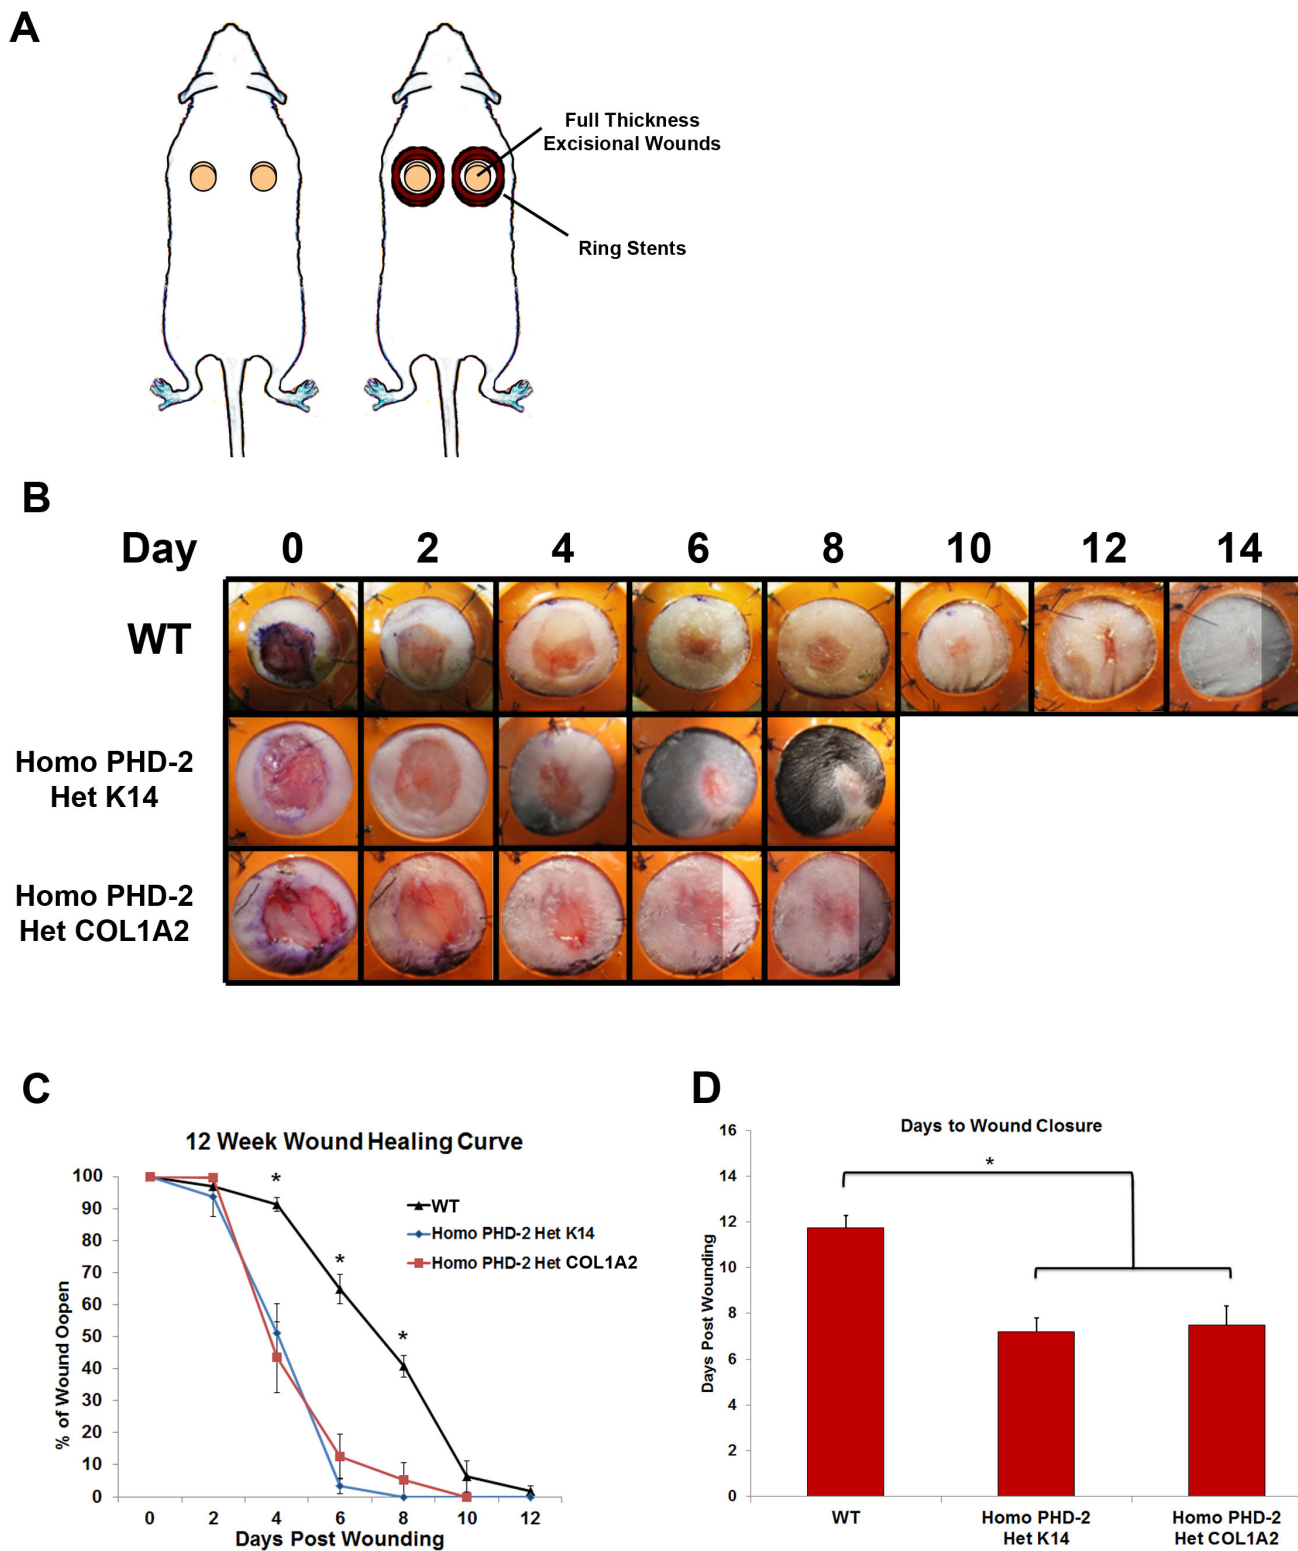 A
Full Thickness
Excisional Wounds
Ring Stents
B
Day 0 2 4 6 8 10 12 14
WT
Homo PHD-2
Het K14
Homo PHD-2
Het COL1A2
C
12 Week Wound Healing Curve
% of Wound Oopen
100
90
80
70
60
50
40
30
20
10
0
* * *
WT
Homo PHD-2 Het K14
Homo PHD-2 Het COL1A2
0 2 4 6 8 10 12
Days Post Wounding
D
Days to Wound Closure
Days Post Wounding
16
14
12
10
8
6
4
2
0
*
WT
Homo PHD-2
Het K14
Homo PHD-2
Het COL1A2